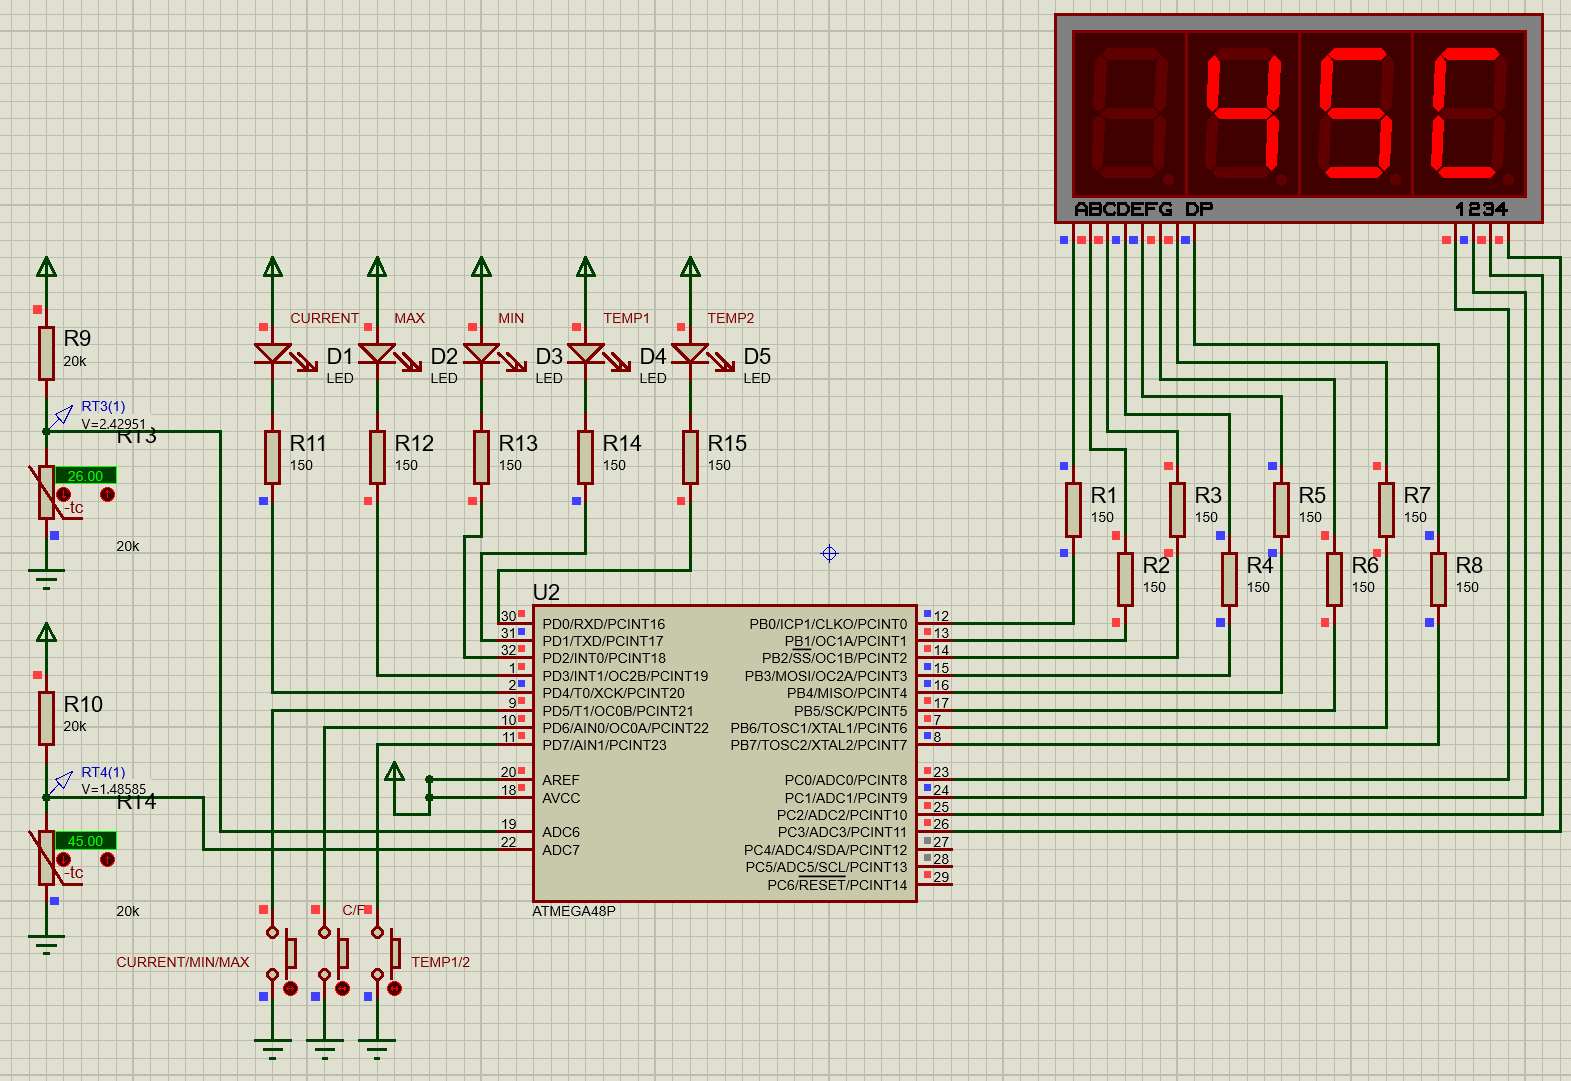 45C
ABCDEFG DP
1234
R9
20k
RT3(1)
V=2.42951
RT3
26.00
-tc
20k
R10
20k
RT4(1)
V=1.48585
RT4
45.00
-tc
20k
CURRENT
D1
LED
MAX
D2
LED
MIN
D3
LED
TEMP1
D4
LED
TEMP2
D5
LED
R11
150
R12
150
R13
150
R14
150
R15
150
R1
150
R2
150
R3
150
R4
150
R5
150
R6
150
R7
150
R8
150
U2
30 PD0/RXD/PCINT16
31 PD1/TXD/PCINT17
32 PD2/INT0/PCINT18
1 PD3/INT1/OC2B/PCINT19
2 PD4/T0/XCK/PCINT20
9 PD5/T1/OC0B/PCINT21
10 PD6/AIN0/OC0A/PCINT22
11 PD7/AIN1/PCINT23
20 AREF
18 AVCC
19 ADC6
22 ADC7
PB0/ICP1/CLKO/PCINT0 12
PB1/OC1A/PCINT1 13
PB2/SS/OC1B/PCINT2 14
PB3/MOSI/OC2A/PCINT3 15
PB4/MISO/PCINT4 16
PB5/SCK/PCINT5 17
PB6/TOSC1/XTAL1/PCINT6 7
PB7/TOSC2/XTAL2/PCINT7 8
PC0/ADC0/PCINT8 23
PC1/ADC1/PCINT9 24
PC2/ADC2/PCINT10 25
PC3/ADC3/PCINT11 26
PC4/ADC4/SDA/PCINT12 27
PC5/ADC5/SCL/PCINT13 28
PC6/RESET/PCINT14 29
ATMEGA48P
C/F
CURRENT/MIN/MAX
TEMP1/2